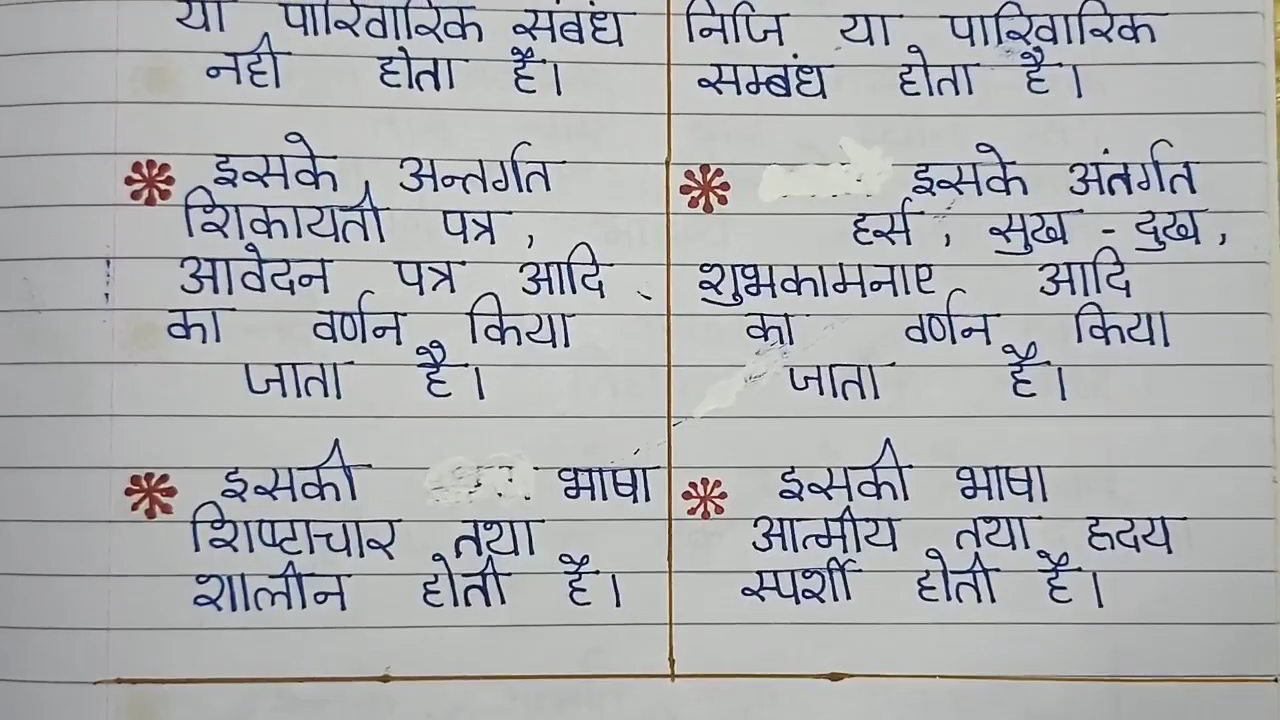 या पारिवारिक संबंध
नही होता है।
इसके अन्तर्गत
शिकायती पत्र,
आवेदन पत्र आदि
का वर्णन किया
जाता है।
इसकी भाषा
शिष्टाचार तथा
शालीन होती है।
निजि या पारिवारिक
सम्बंध होता है।
इसके अंतर्गत
हर्स, सुख - दुख,
शुभकामनाए आदि
का वर्णन किया
जाता है।
इसकी भाषा
आत्मीय तथा हृदय
स्पर्शी होती है।